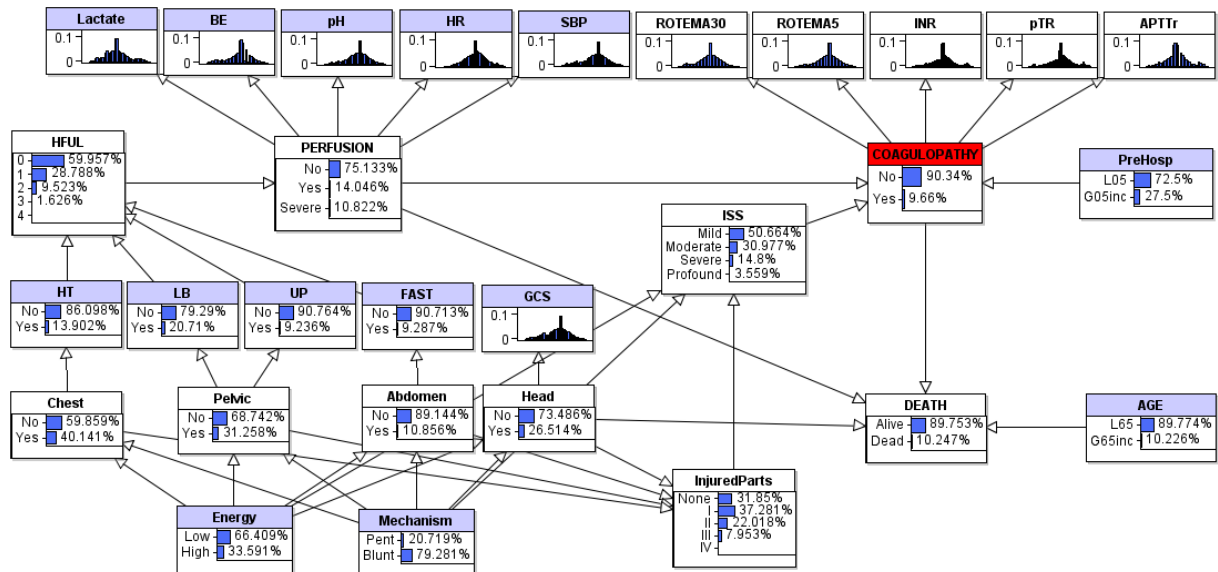 Lactate
0.1
0
BE
0.1
0
pH
0.1
0
HR
0.1
0
SBP
0.1
0
ROTEMA30
0.1
0
ROTEMA5
0.1
0
INR
0.1
0
pTR
0.1
0
APTTr
0.1
0
HFUL
0 59.957%
1 28.788%
2 9.523%
3 1.626%
4
PERFUSION
No 75.133%
Yes 14.046%
Severe 10.822%
COAGULOPATHY
No 90.34%
Yes 9.66%
PreHosp
L05 72.5%
G05inc 27.5%
ISS
Mild 50.664%
Moderate 30.977%
Severe 14.8%
Profound 3.559%
HT
No 86.098%
Yes 13.902%
LB
No 79.29%
Yes 20.71%
UP
No 90.764%
Yes 9.236%
FAST
No 90.713%
Yes 9.287%
GCS
0.1
0
Chest
No 59.859%
Yes 40.141%
Pelvic
No 68.742%
Yes 31.258%
Abdomen
No 89.144%
Yes 10.856%
Head
No 73.486%
Yes 26.514%
DEATH
Alive 89.753%
Dead 10.247%
AGE
L65 89.774%
G65inc 10.226%
Energy
Low 66.409%
High 33.591%
Mechanism
Pent 20.719%
Blunt 79.281%
InjuredParts
None 31.85%
I 37.281%
II 22.018%
III 7.953%
IV